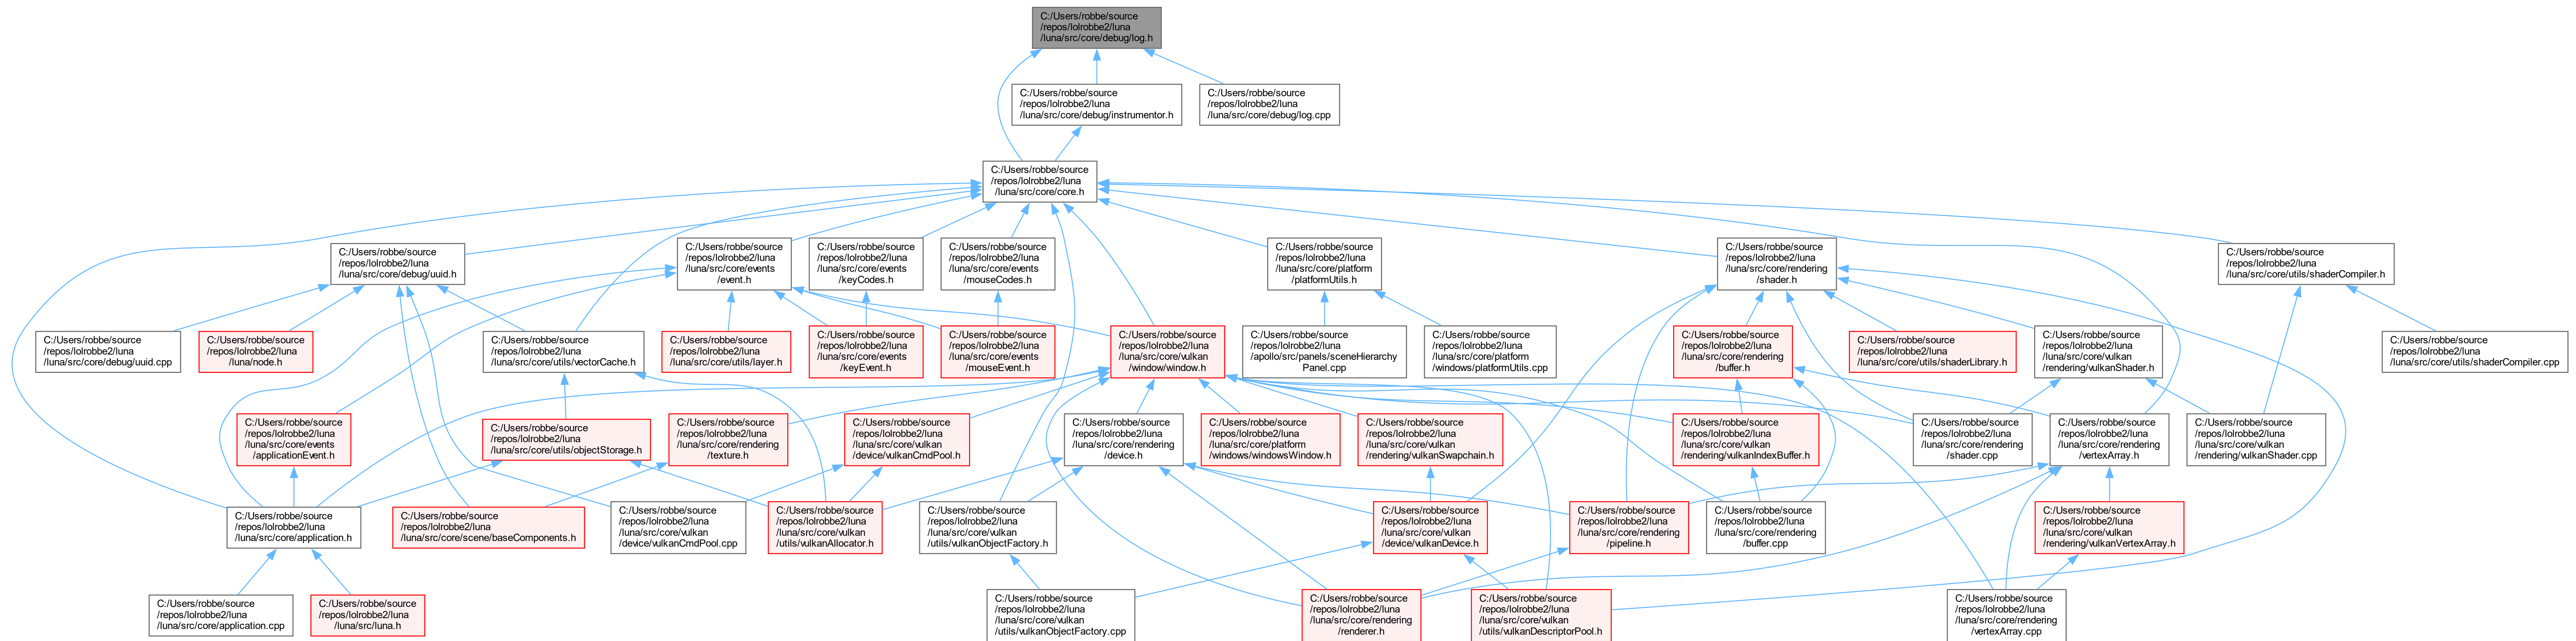 C:/Users/robbe/source
/repos/lolrobbe2/luna
/luna/src/core/debug/log.h
C:/Users/robbe/source
/repos/lolrobbe2/luna
/luna/src/core/debug/instrumentor.h
C:/Users/robbe/source
/repos/lolrobbe2/luna
/luna/src/core/debug/log.cpp
C:/Users/robbe/source
/repos/lolrobbe2/luna
/luna/src/core/core.h
C:/Users/robbe/source
/repos/lolrobbe2/luna
/luna/src/core/debug/uuid.h
C:/Users/robbe/source
/repos/lolrobbe2/luna
/luna/src/core/events
/event.h
C:/Users/robbe/source
/repos/lolrobbe2/luna
/luna/src/core/events
/keyCodes.h
C:/Users/robbe/source
/repos/lolrobbe2/luna
/luna/src/core/events
/mouseCodes.h
C:/Users/robbe/source
/repos/lolrobbe2/luna
/luna/src/core/platform
/platformUtils.h
C:/Users/robbe/source
/repos/lolrobbe2/luna
/luna/src/core/rendering
/shader.h
C:/Users/robbe/source
/repos/lolrobbe2/luna
/luna/src/core/utils/shaderCompiler.h
C:/Users/robbe/source
/repos/lolrobbe2/luna
/luna/src/core/debug/uuid.cpp
C:/Users/robbe/source
/repos/lolrobbe2/luna
/luna/node.h
C:/Users/robbe/source
/repos/lolrobbe2/luna
/luna/src/core/utils/vectorCache.h
C:/Users/robbe/source
/repos/lolrobbe2/luna
/luna/src/core/utils/layer.h
C:/Users/robbe/source
/repos/lolrobbe2/luna
/luna/src/core/events
/keyEvent.h
C:/Users/robbe/source
/repos/lolrobbe2/luna
/luna/src/core/events
/mouseEvent.h
C:/Users/robbe/source
/repos/lolrobbe2/luna
/luna/src/core/vulkan
/window/window.h
C:/Users/robbe/source
/repos/lolrobbe2/luna
/apollo/src/panels/sceneHierarchy
Panel.cpp
C:/Users/robbe/source
/repos/lolrobbe2/luna
/luna/src/core/platform
/windows/platformUtils.cpp
C:/Users/robbe/source
/repos/lolrobbe2/luna
/luna/src/core/rendering
/buffer.h
C:/Users/robbe/source
/repos/lolrobbe2/luna
/luna/src/core/utils/shaderLibrary.h
C:/Users/robbe/source
/repos/lolrobbe2/luna
/luna/src/core/vulkan
/rendering/vulkanShader.h
C:/Users/robbe/source
/repos/lolrobbe2/luna
/luna/src/core/utils/shaderCompiler.cpp
C:/Users/robbe/source
/repos/lolrobbe2/luna
/luna/src/core/events
/applicationEvent.h
C:/Users/robbe/source
/repos/lolrobbe2/luna
/luna/src/core/utils/objectStorage.h
C:/Users/robbe/source
/repos/lolrobbe2/luna
/luna/src/core/rendering
/texture.h
C:/Users/robbe/source
/repos/lolrobbe2/luna
/luna/src/core/vulkan
/device/vulkanCmdPool.h
C:/Users/robbe/source
/repos/lolrobbe2/luna
/luna/src/core/rendering
/device.h
C:/Users/robbe/source
/repos/lolrobbe2/luna
/luna/src/core/platform
/windows/windowsWindow.h
C:/Users/robbe/source
/repos/lolrobbe2/luna
/luna/src/core/vulkan
/rendering/vulkanSwapchain.h
C:/Users/robbe/source
/repos/lolrobbe2/luna
/luna/src/core/vulkan
/rendering/vulkanIndexBuffer.h
C:/Users/robbe/source
/repos/lolrobbe2/luna
/luna/src/core/rendering
/shader.cpp
C:/Users/robbe/source
/repos/lolrobbe2/luna
/luna/src/core/rendering
/vertexArray.h
C:/Users/robbe/source
/repos/lolrobbe2/luna
/luna/src/core/vulkan
/rendering/vulkanShader.cpp
C:/Users/robbe/source
/repos/lolrobbe2/luna
/luna/src/core/application.h
C:/Users/robbe/source
/repos/lolrobbe2/luna
/luna/src/core/scene/baseComponents.h
C:/Users/robbe/source
/repos/lolrobbe2/luna
/luna/src/core/vulkan
/device/vulkanCmdPool.cpp
C:/Users/robbe/source
/repos/lolrobbe2/luna
/luna/src/core/vulkan
/utils/vulkanAllocator.h
C:/Users/robbe/source
/repos/lolrobbe2/luna
/luna/src/core/vulkan
/utils/vulkanObjectFactory.h
C:/Users/robbe/source
/repos/lolrobbe2/luna
/luna/src/core/vulkan
/device/vulkanDevice.h
C:/Users/robbe/source
/repos/lolrobbe2/luna
/luna/src/core/rendering
/pipeline.h
C:/Users/robbe/source
/repos/lolrobbe2/luna
/luna/src/core/rendering
/buffer.cpp
C:/Users/robbe/source
/repos/lolrobbe2/luna
/luna/src/core/vulkan
/rendering/vulkanVertexArray.h
C:/Users/robbe/source
/repos/lolrobbe2/luna
/luna/src/core/application.cpp
C:/Users/robbe/source
/repos/lolrobbe2/luna
/luna/src/luna.h
C:/Users/robbe/source
/repos/lolrobbe2/luna
/luna/src/core/vulkan
/utils/vulkanObjectFactory.cpp
C:/Users/robbe/source
/repos/lolrobbe2/luna
/luna/src/core/rendering
/renderer.h
C:/Users/robbe/source
/repos/lolrobbe2/luna
/luna/src/core/vulkan
/utils/vulkanDescriptorPool.h
C:/Users/robbe/source
/repos/lolrobbe2/luna
/luna/src/core/rendering
/vertexArray.cpp